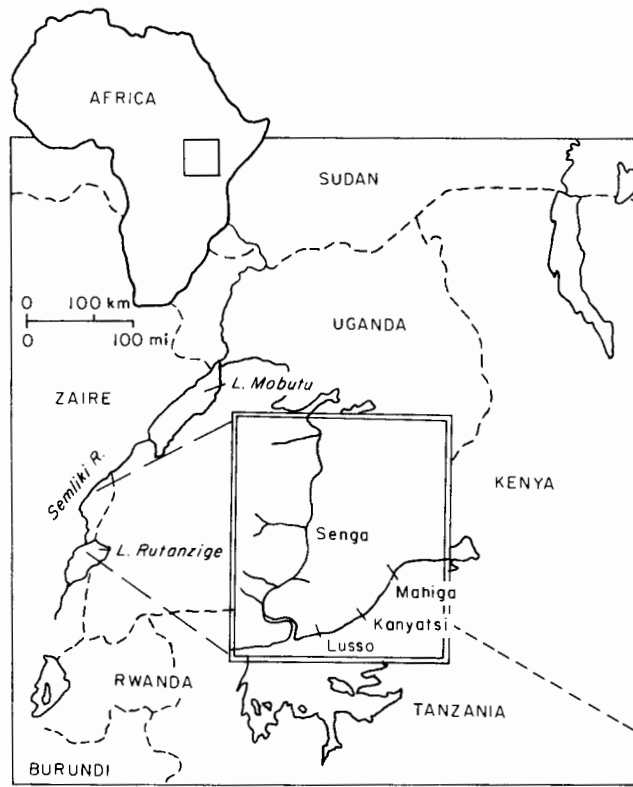 AFRICA
SUDAN
0 100 km
0 100 mi
UGANDA
ZAIRE
L. Mobutu
Semliki R.
KENYA
Senga
L. Rutanzige
Mahiga
Kanyatsi
Lusso
RWANDA
TANZANIA
BURUNDI